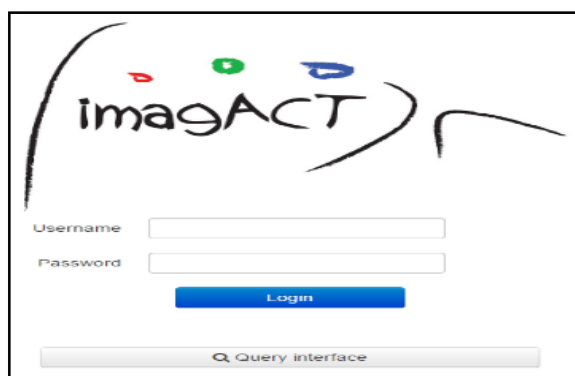 imagACT
Username
Password
Login
Query interface